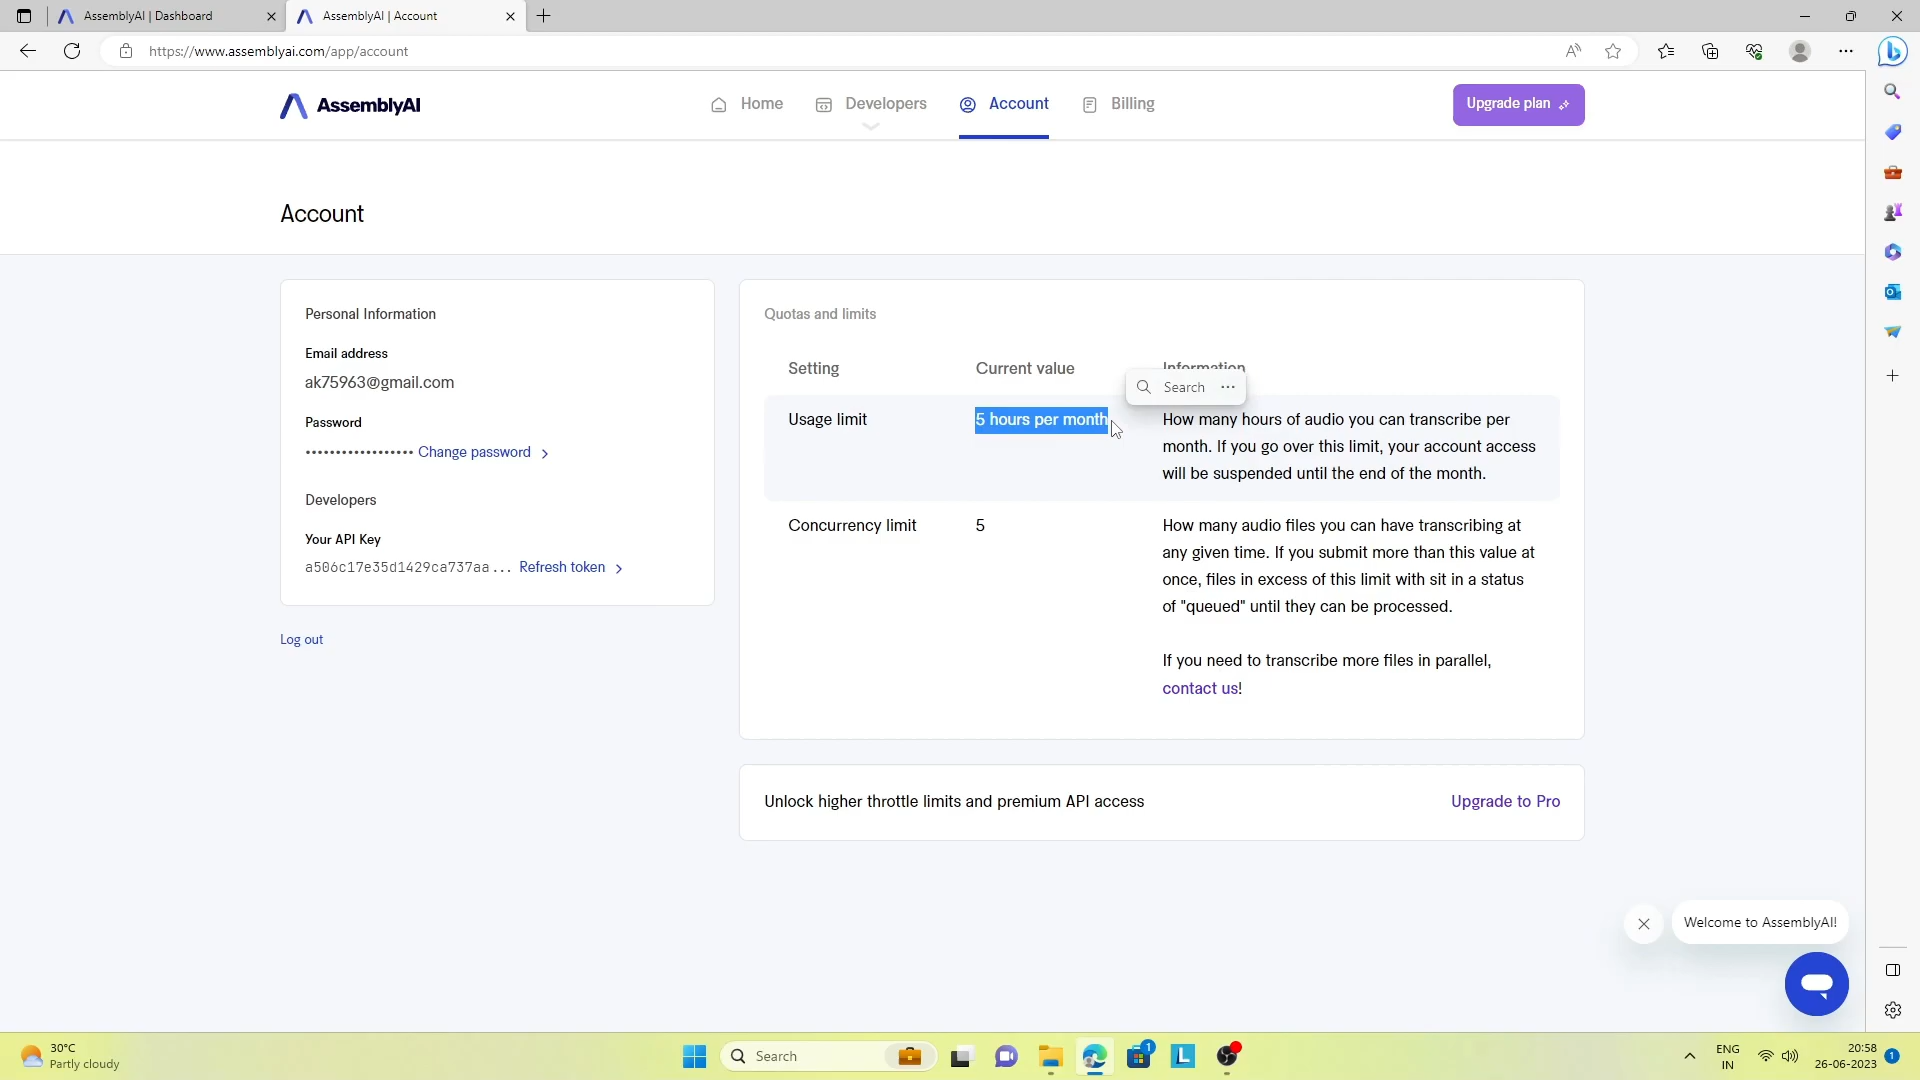 AssemblyAI | Dashboard
AssemblyAI | Account
https://www.assemblyai.com/app/account
AssemblyAI
Home
Developers
Account
Billing
Upgrade plan
Account
Personal Information
Email address
ak75963@gmail.com
Password
•••••••••••••••••• Change password
Developers
Your API Key
a506c17e35d1429ca737aa... Refresh token
Log out
Quotas and limits
Setting
Current value
Information
Search
Usage limit
5 hours per month
How many hours of audio you can transcribe per
month. If you go over this limit, your account access
will be suspended until the end of the month.
Concurrency limit
5
How many audio files you can have transcribing at
any given time. If you submit more than this value at
once, files in excess of this limit with sit in a status
of "queued" until they can be processed.
If you need to transcribe more files in parallel,
contact us!
Unlock higher throttle limits and premium API access
Upgrade to Pro
Welcome to AssemblyAI!
30°C
Partly cloudy
Search
1
L
ENG
IN
20:58
26-06-2023
1